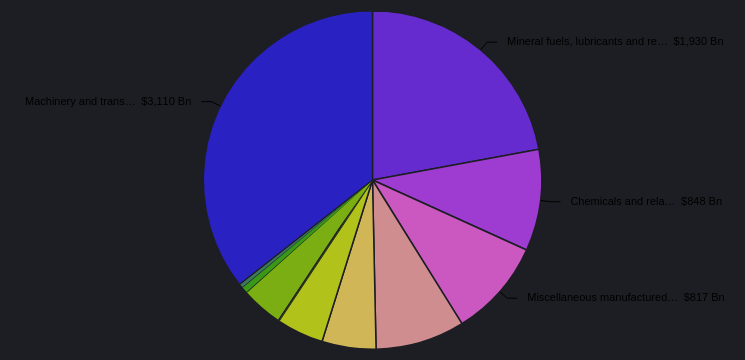 Mineral fuels, lubricants and re... $1,930 Bn
Machinery and trans... $3,110 Bn
Chemicals and rela... $848 Bn
Miscellaneous manufactured... $817 Bn